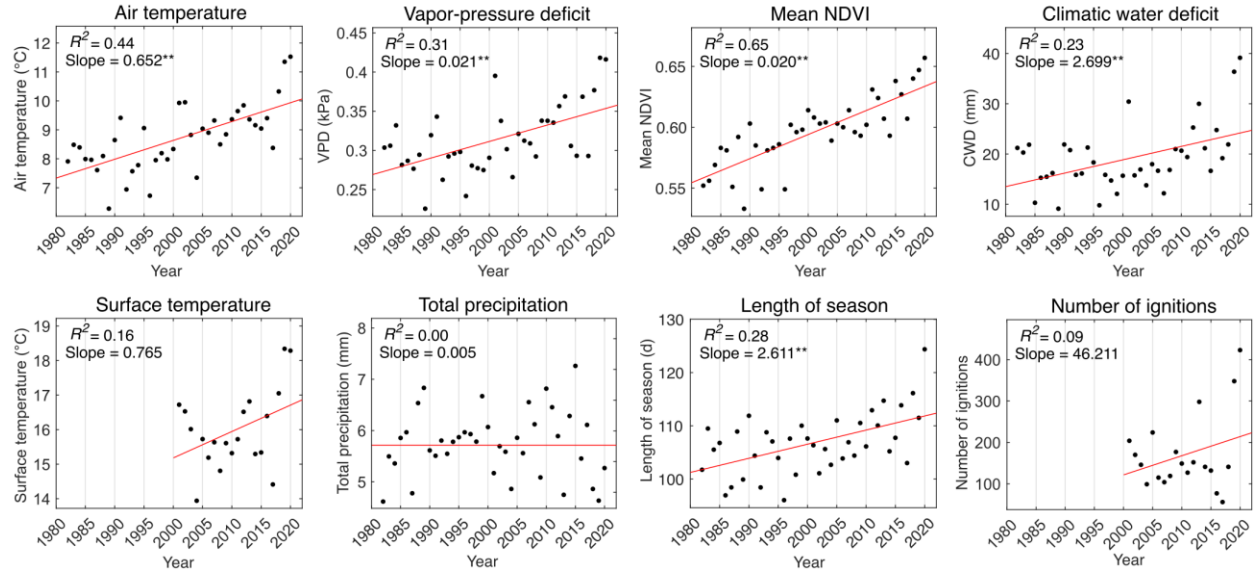 Air temperature
R² = 0.44
Slope = 0.652**
Air temperature (°C)
12
11
10
9
8
7
6
1980
1985
1990
1995
2000
2005
2010
2015
2020
Year
Vapor-pressure deficit
R² = 0.31
Slope = 0.021**
VPD (kPa)
0.45
0.4
0.35
0.3
0.25
1980
1985
1990
1995
2000
2005
2010
2015
2020
Year
Mean NDVI
R² = 0.65
Slope = 0.020**
Mean NDVI
0.65
0.60
0.55
1980
1985
1990
1995
2000
2005
2010
2015
2020
Year
Climatic water deficit
R² = 0.23
Slope = 2.699**
CWD (mm)
40
30
20
10
1980
1985
1990
1995
2000
2005
2010
2015
2020
Year
Surface temperature
R² = 0.16
Slope = 0.765
Surface temperature (°C)
19
18
17
16
15
14
1980
1985
1990
1995
2000
2005
2010
2015
2020
Year
Total precipitation
R² = 0.00
Slope = 0.005
Total precipitation (mm)
8
7
6
5
1980
1985
1990
1995
2000
2005
2010
2015
2020
Year
Length of season
R² = 0.28
Slope = 2.611**
Length of season (d)
130
120
110
100
1980
1985
1990
1995
2000
2005
2010
2015
2020
Year
Number of ignitions
R² = 0.09
Slope = 46.211
Number of ignitions
400
300
200
100
1980
1985
1990
1995
2000
2005
2010
2015
2020
Year